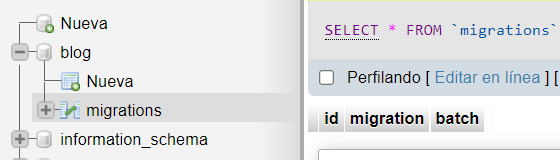 Nueva
blog
Nueva
migrations
information_schema
SELECT * FROM `migrations`
Perfilando [ Editar en línea ] [
id migration batch